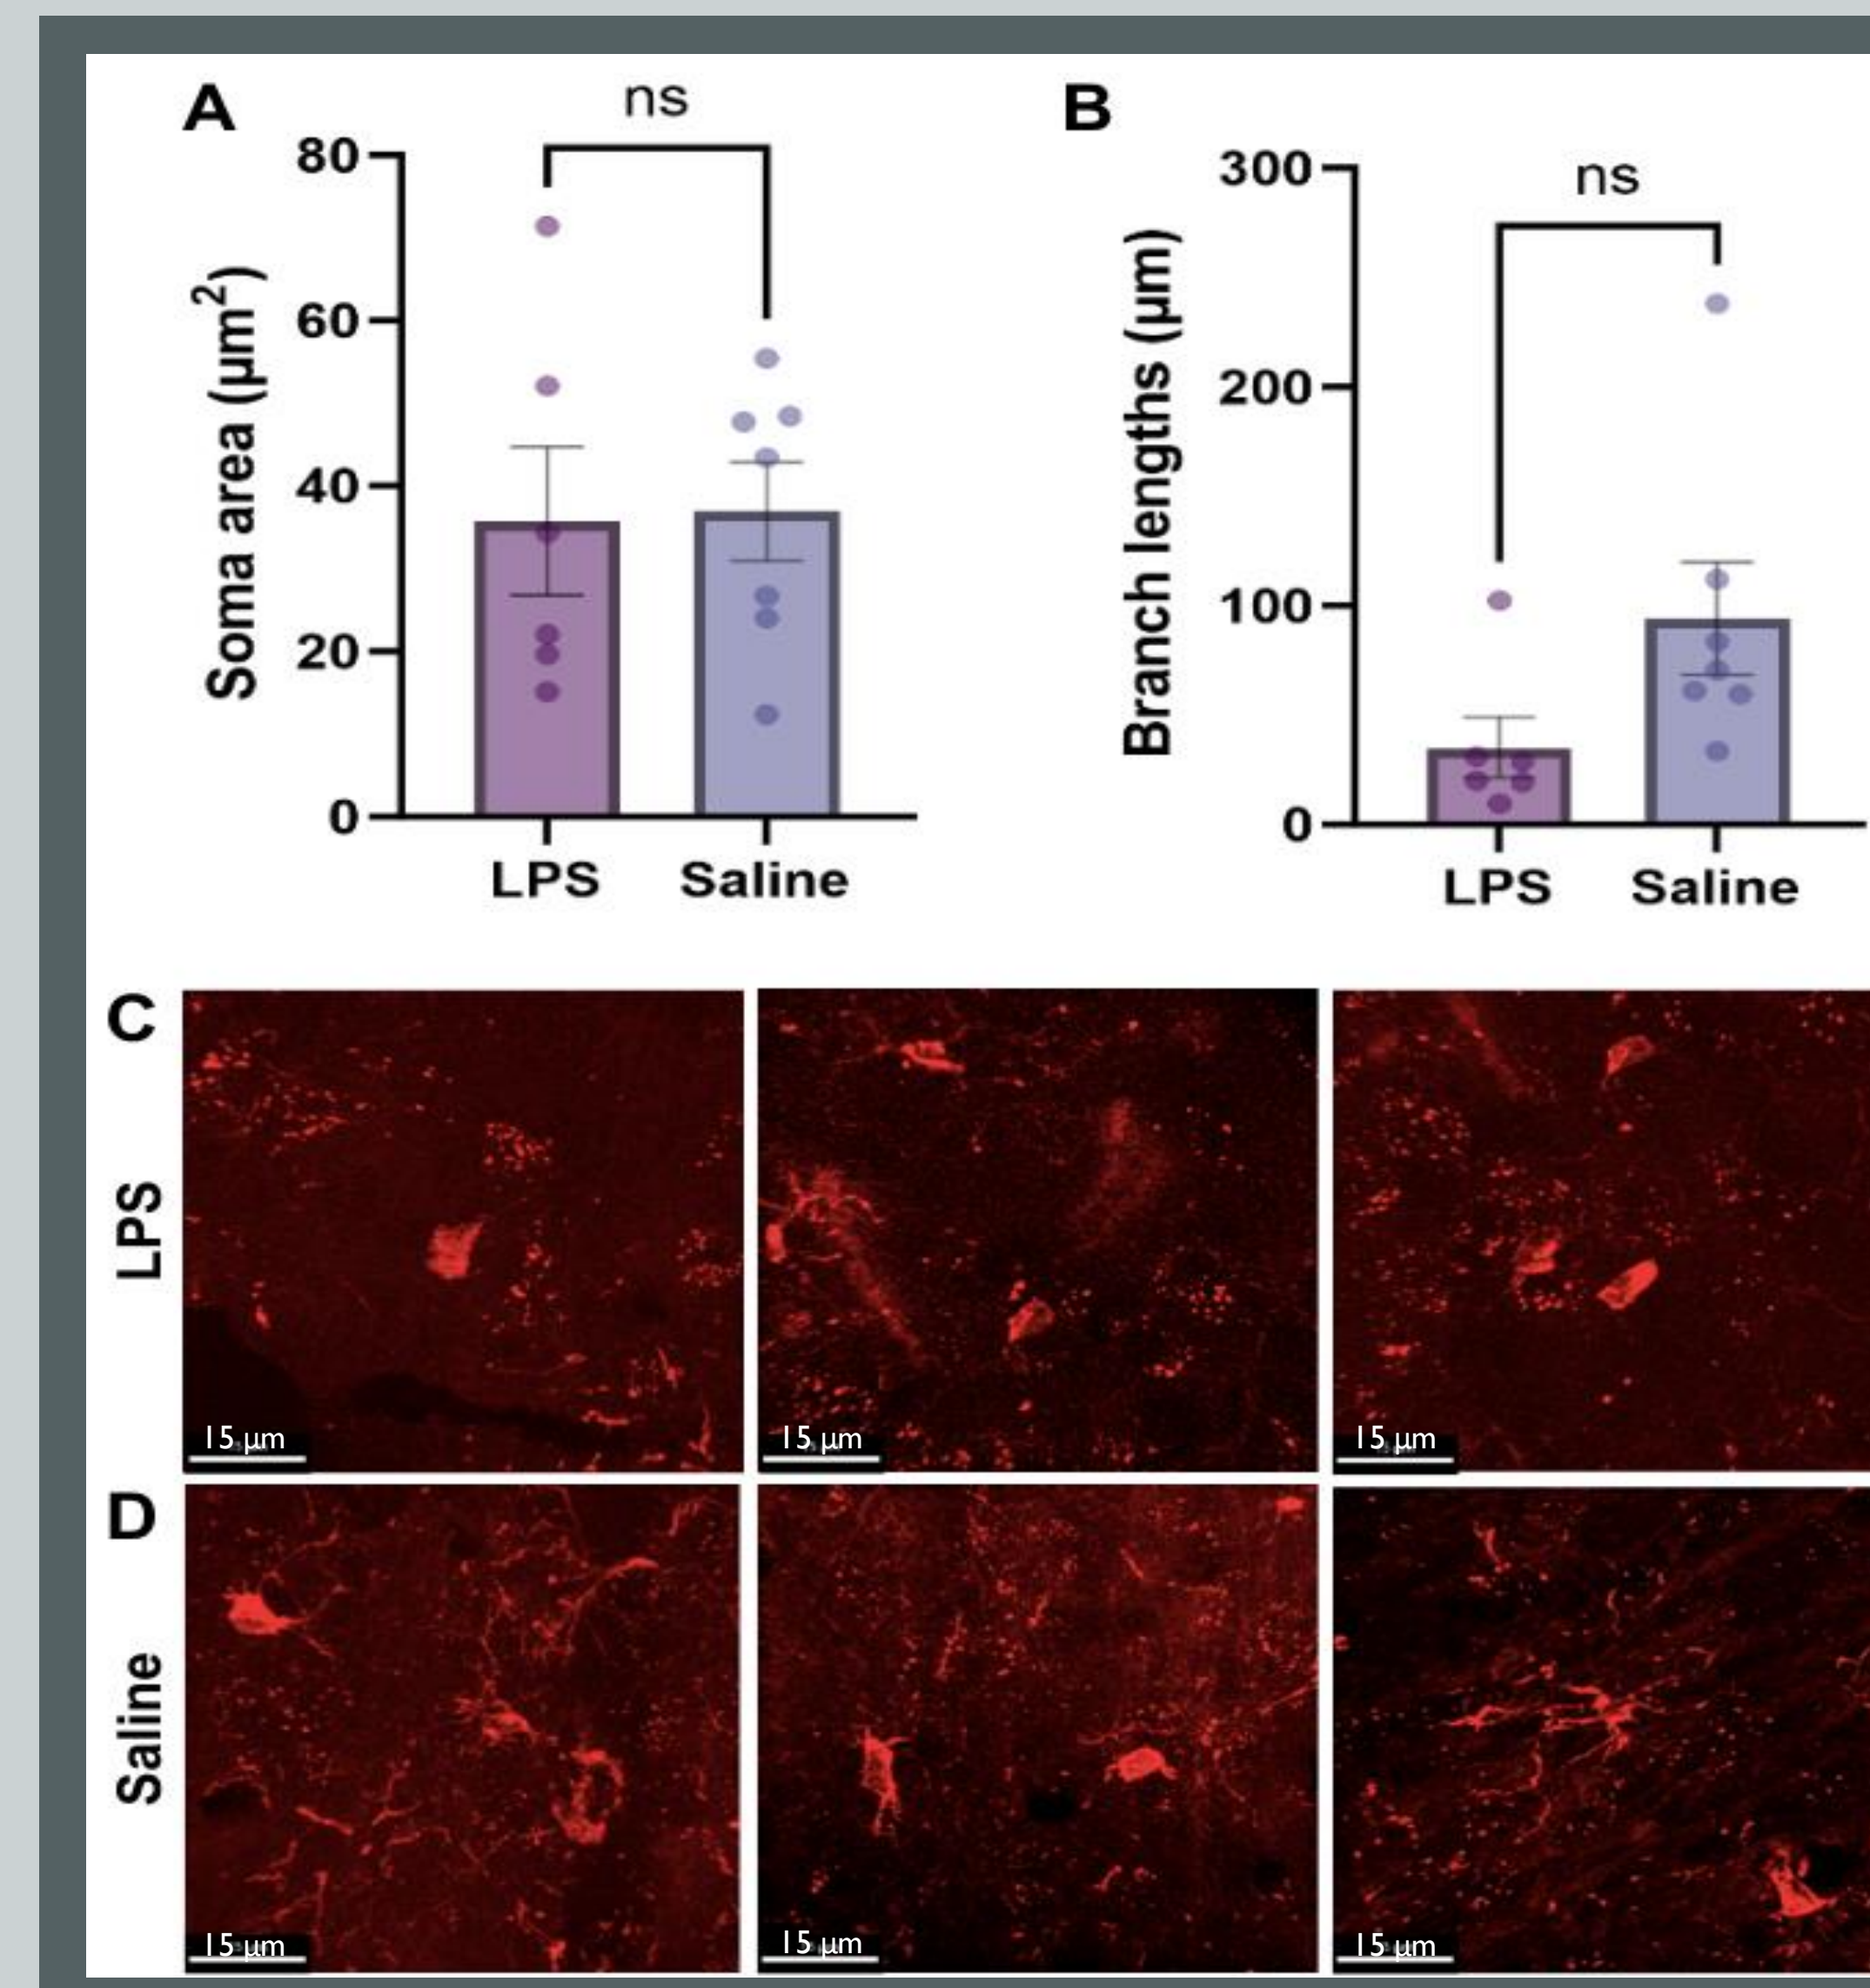 A
ns
80
60
40
20
0
Soma area (µm²)
LPS
Saline
B
ns
300
200
100
0
Branch lengths (µm)
LPS
Saline
C
LPS
15 µm
15 µm
15 µm
D
Saline
15 µm
15 µm
15 µm